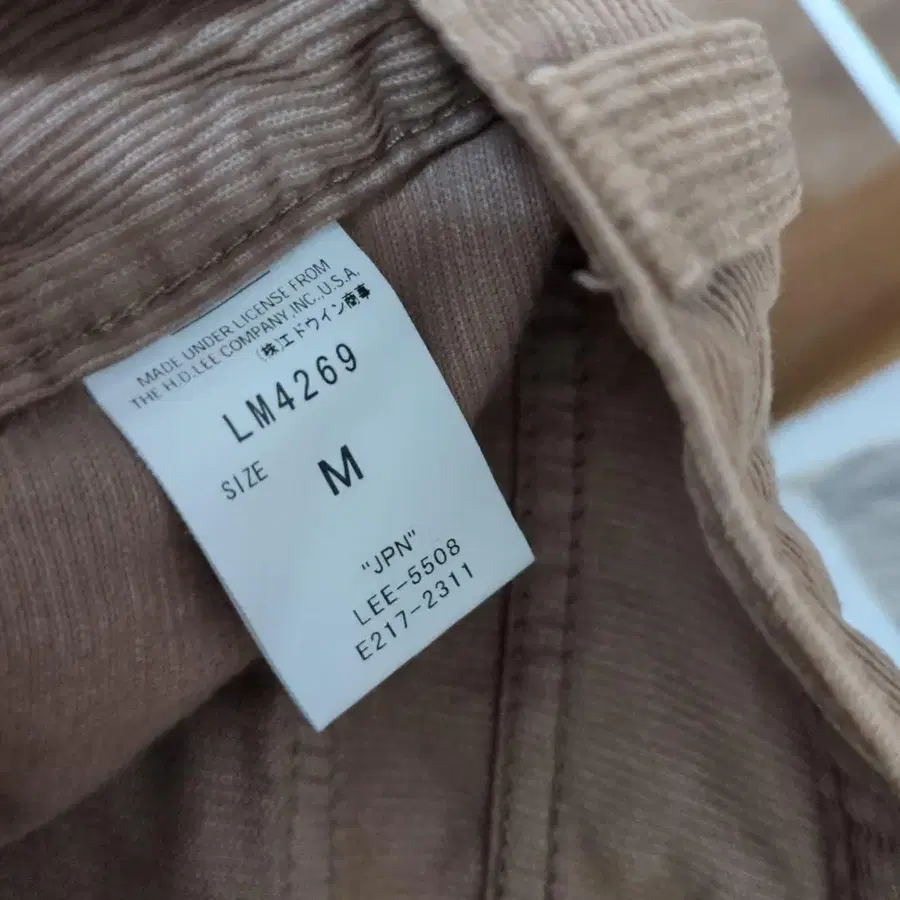 MADE UNDER LICENSE FROM
THE H.D.LEE COMPANY,INC.,U.S.A.
(株)エドウイン商事
LM4269
SIZE M
"JPN"
LEE-5508
E217-2311